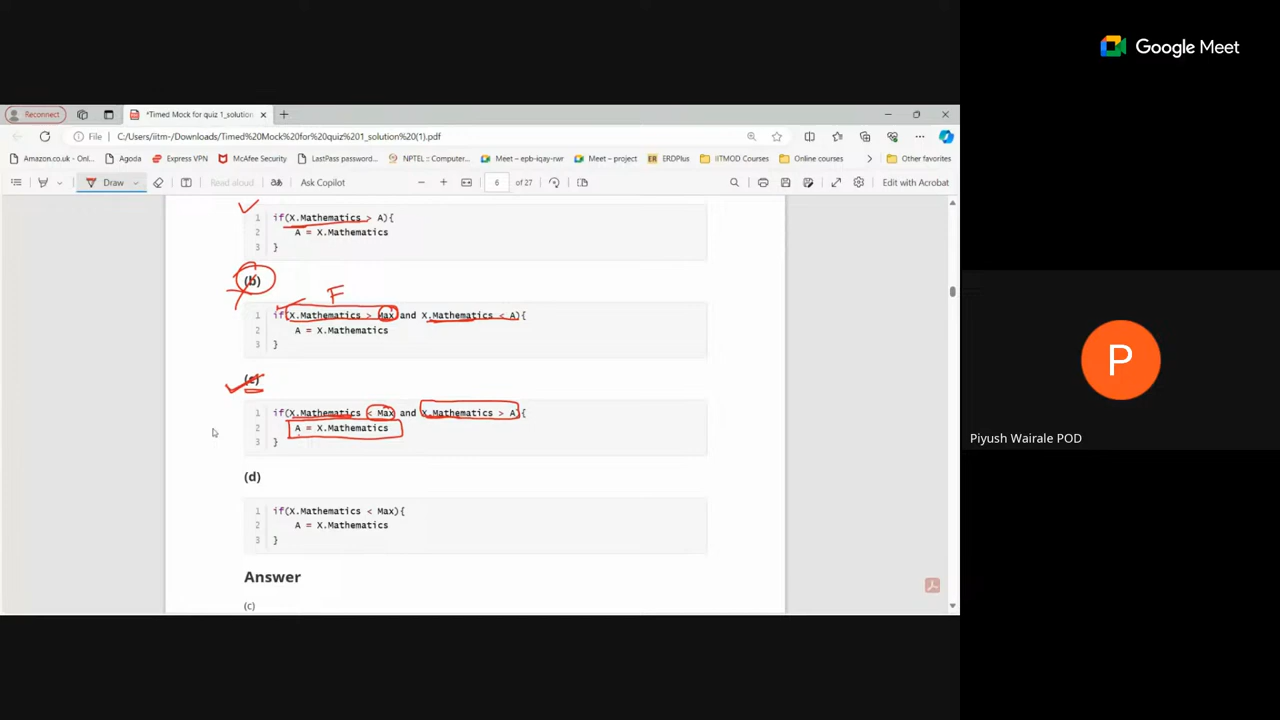 Google Meet
Reconnect
*Timed Mock for quiz 1_solution
File
C:/Users/iitm-/Downloads/Timed%20Mock%20for%20quiz%201_solution%20(1).pdf
Amazon.co.uk - Onl...
Agoda
Express VPN
McAfee Security
LastPass password...
NPTEL :: Computer...
Meet – epb-iqay-rwr
Meet – project
ERDPlus
IITMOD Courses
Online courses
Other favorites
Draw
Read aloud
Ask Copilot
6 of 27
Edit with Acrobat
1 if(X.Mathematics > A){
2 A = X.Mathematics
3 }
(b)
F
1 if(X.Mathematics > Max and X.Mathematics < A){
2 A = X.Mathematics
3 }
(c)
1 if(X.Mathematics < Max and X.Mathematics > A){
2 A = X.Mathematics
3 }
(d)
1 if(X.Mathematics < Max){
2 A = X.Mathematics
3 }
Answer
(c)
P
Piyush Wairale POD